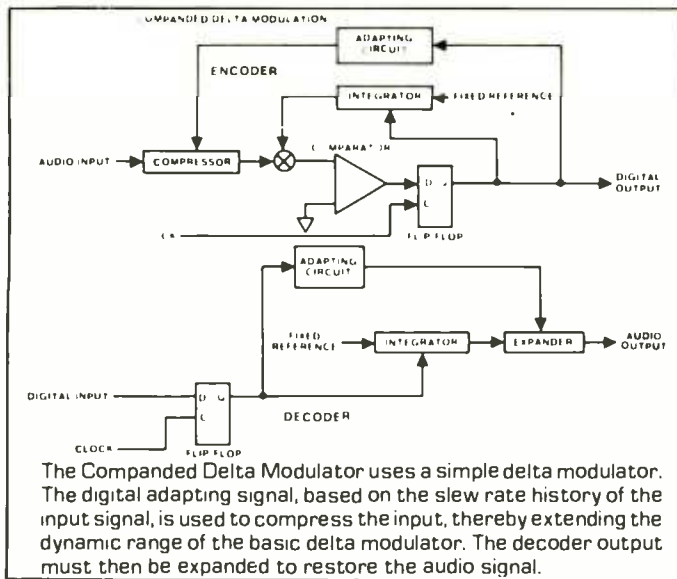 OMPANDED DELTA MODULATION
ADAPTING
CIRCUIT
ENCODER
INTEGRATOR
FIXED REFERENCE
COMPARATOR
AUDIO INPUT
COMPRESSOR
D Q
C
DIGITAL
OUTPUT
CK
FLIP FLOP
ADAPTING
CIRCUIT
FIXED
REFERENCE
INTEGRATOR
EXPANDER
AUDIO
OUTPUT
DIGITAL INPUT
D Q
C
DECODER
CLOCK
FLIP FLOP
The Companded Delta Modulator uses a simple delta modulator.
The digital adapting signal, based on the slew rate history of the
input signal, is used to compress the input, thereby extending the
dynamic range of the basic delta modulator. The decoder output
must then be expanded to restore the audio signal.